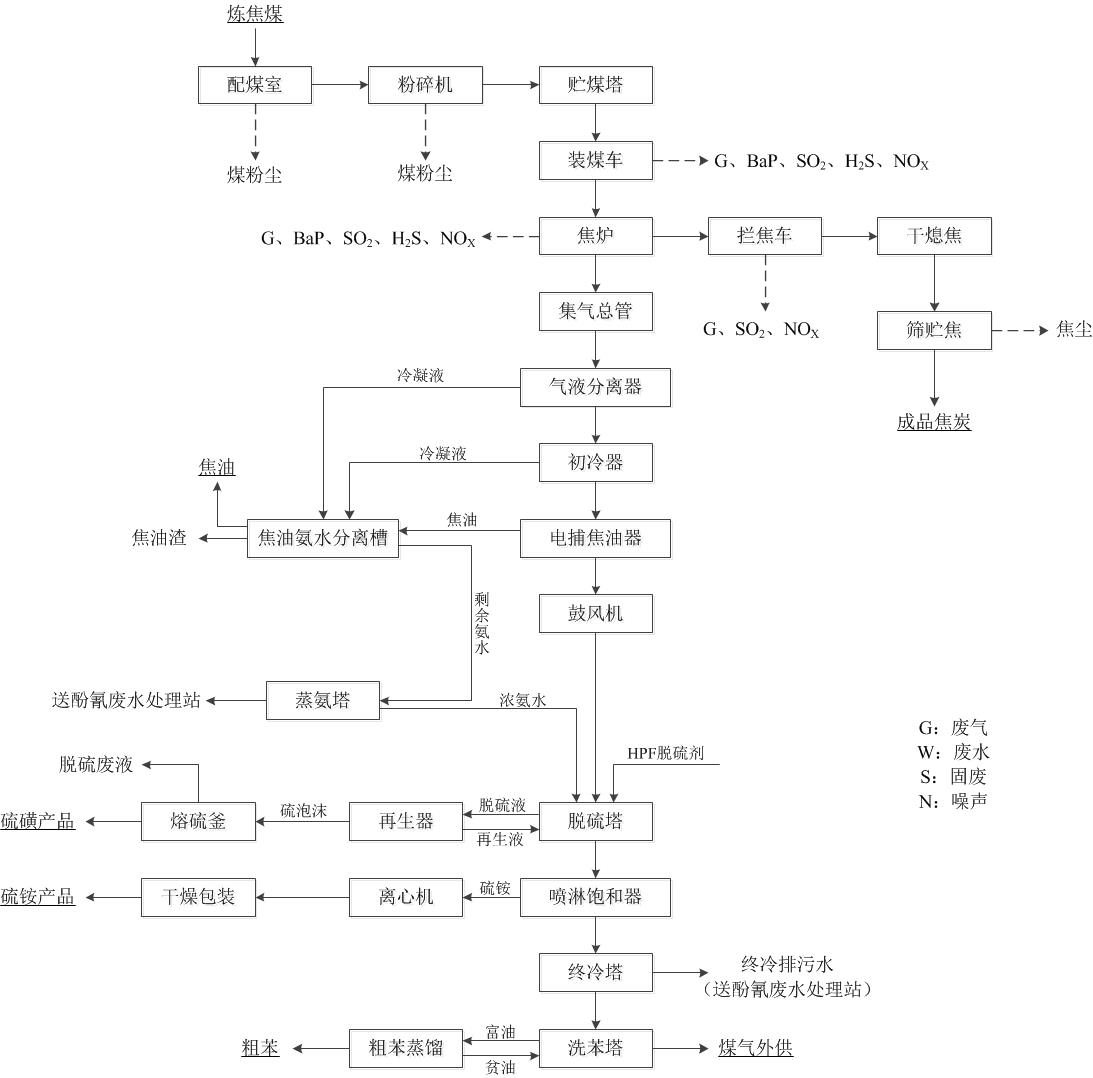 炼焦煤
配煤室
粉碎机
贮煤塔
煤粉尘
煤粉尘
装煤车
G、BaP、SO₂、H₂S、NOₓ
G、BaP、SO₂、H₂S、NOₓ
焦炉
拦焦车
干熄焦
集气总管
G、SO₂、NOₓ
筛贮焦
焦尘
冷凝液
气液分离器
成品焦炭
冷凝液
初冷器
焦油
焦油渣
焦油氨水分离槽
焦油
电捕焦油器
剩余氨水
鼓风机
送酚氰废水处理站
蒸氨塔
浓氨水
G：废气
W：废水
S：固废
N：噪声
HPF脱硫剂
脱硫废液
硫磺产品
熔硫釜
硫泡沫
再生器
脱硫液
再生液
脱硫塔
硫铵产品
干燥包装
离心机
硫铵
喷淋饱和器
终冷塔
终冷排污水
（送酚氰废水处理站）
粗苯
粗苯蒸馏
富油
贫油
洗苯塔
煤气外供